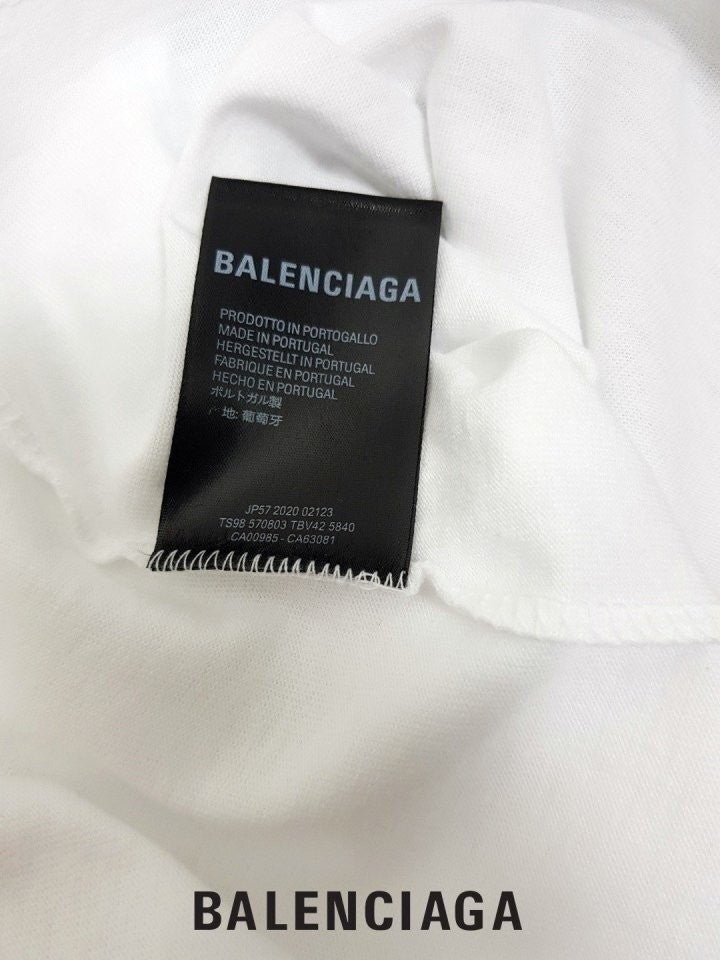 BALENCIAGA
PRODOTTO IN PORTOGALLO
MADE IN PORTUGAL
HERGESTELLT IN PORTUGAL
FABRIQUE EN PORTUGAL
HECHO EN PORTUGAL
ポルトガル製
产地: 葡萄牙
JP57 2020 02123
TS98 570803 TBV42 5840
CA00985 - CA63081
BALENCIAGA